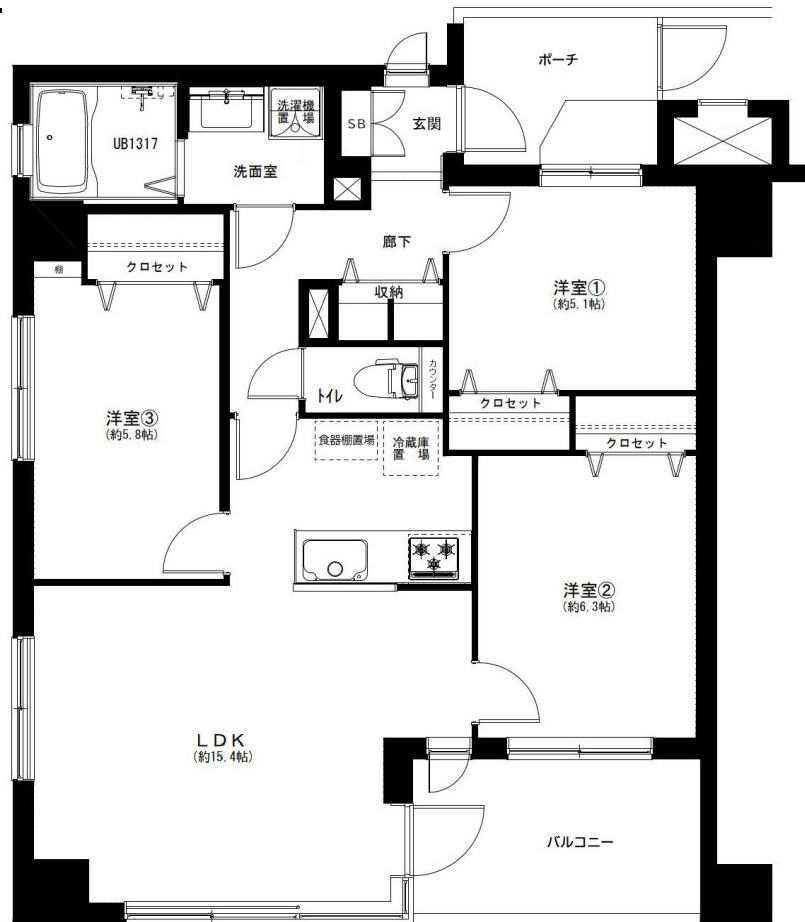 ポーチ
洗濯機
置場
SB
玄関
UB1317
洗面室
廊下
クロセット
棚
収納
洋室①
(約5.1帖)
トイレ
カウンター
クロセット
洋室③
(約5.8帖)
食器棚置場
冷蔵庫
置場
クロセット
洋室②
(約6.3帖)
LDK
(約15.4帖)
バルコニー